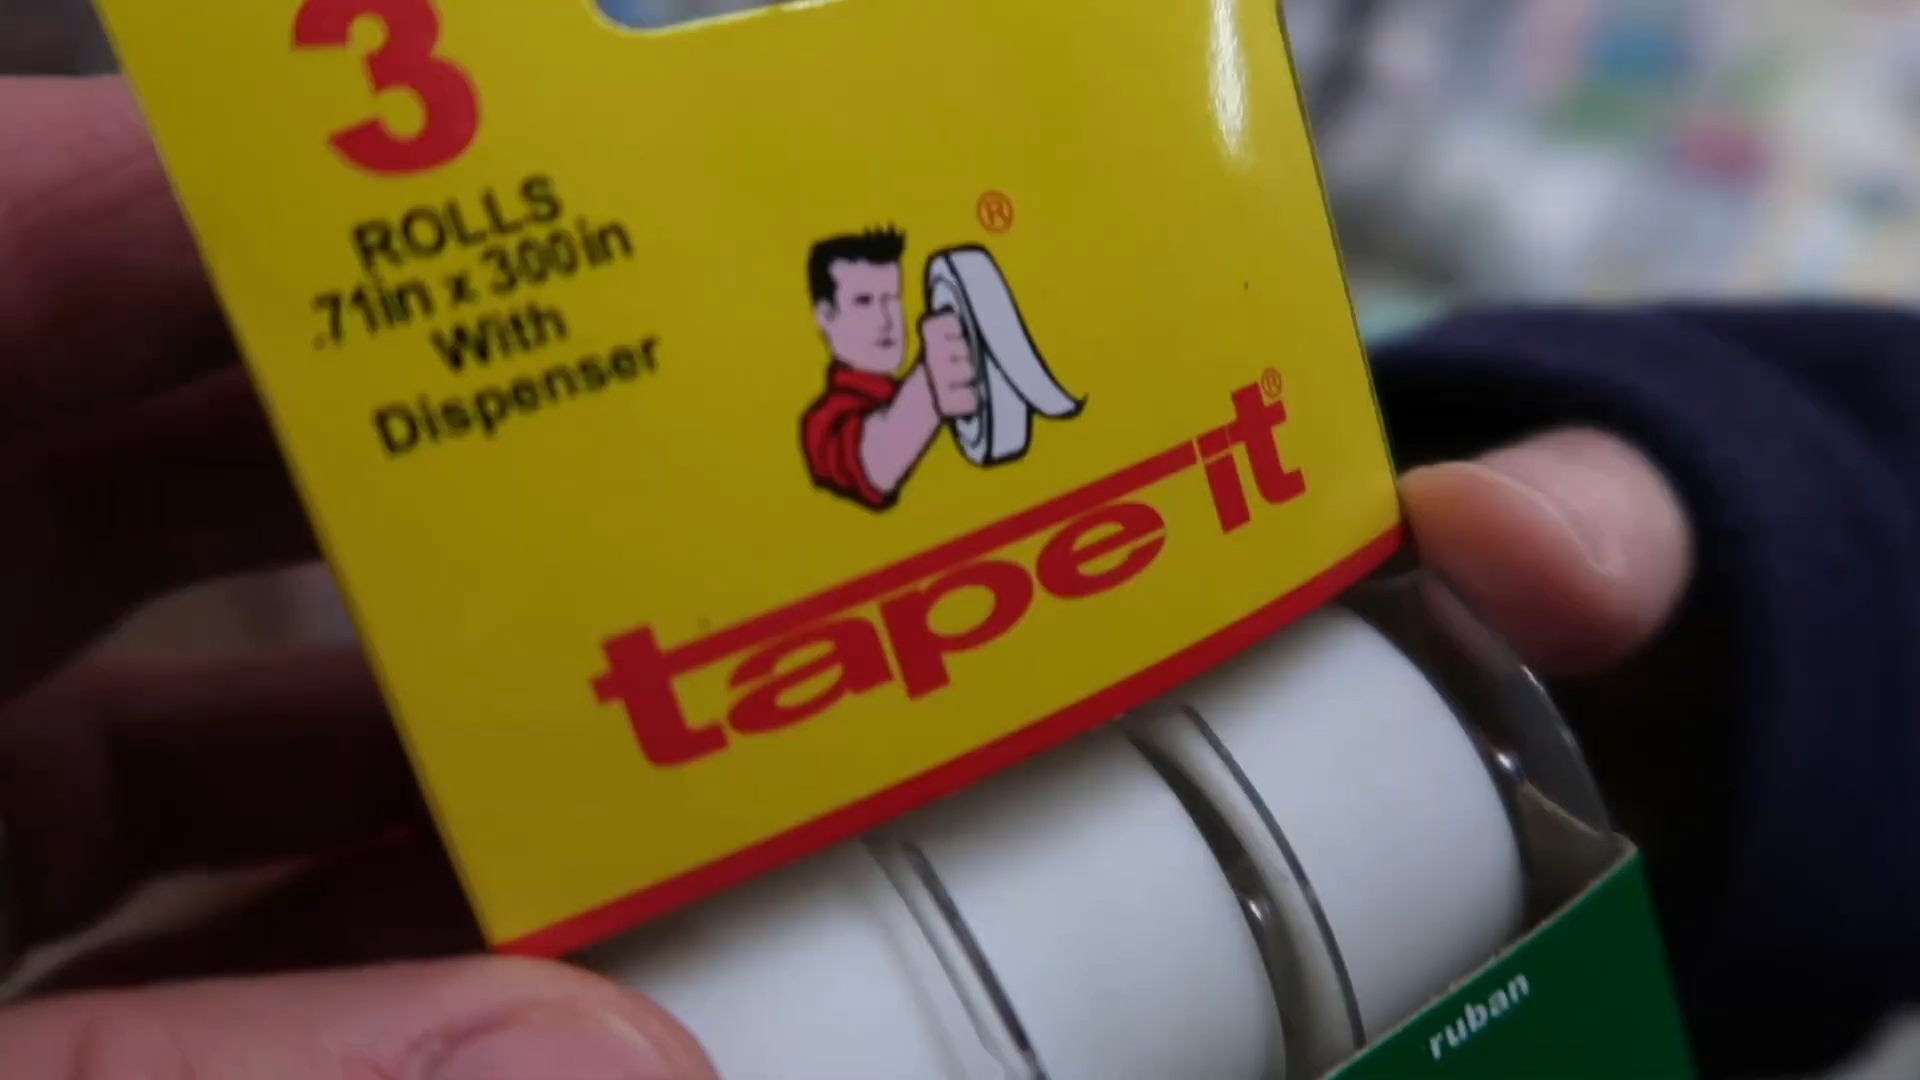 3
ROLLS
.71in x 300in
With
Dispenser
®
tape it®
ruban